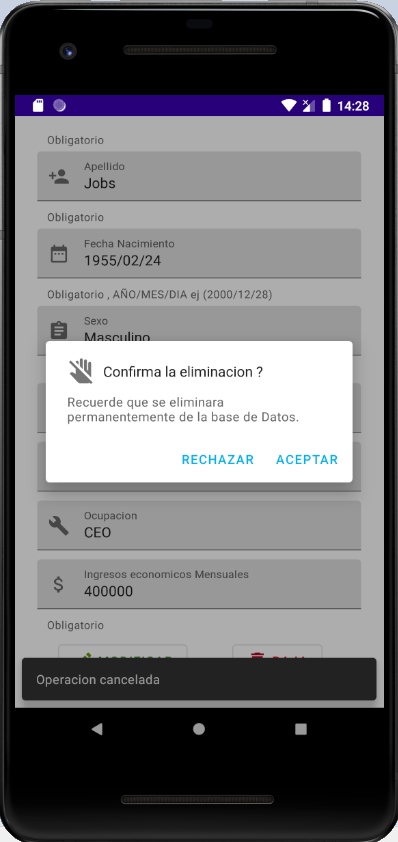 14:28
Obligatorio
Apellido
Jobs
Obligatorio
Fecha Nacimiento
1955/02/24
Obligatorio , AÑO/MES/DIA ej (2000/12/28)
Sexo
Masculino
Confirma la eliminacion ?
Recuerde que se eliminara
permanentemente de la base de Datos.
RECHAZAR ACEPTAR
Ocupacion
CEO
Ingresos economicos Mensuales
400000
Obligatorio
MODIFICAR
Operacion cancelada